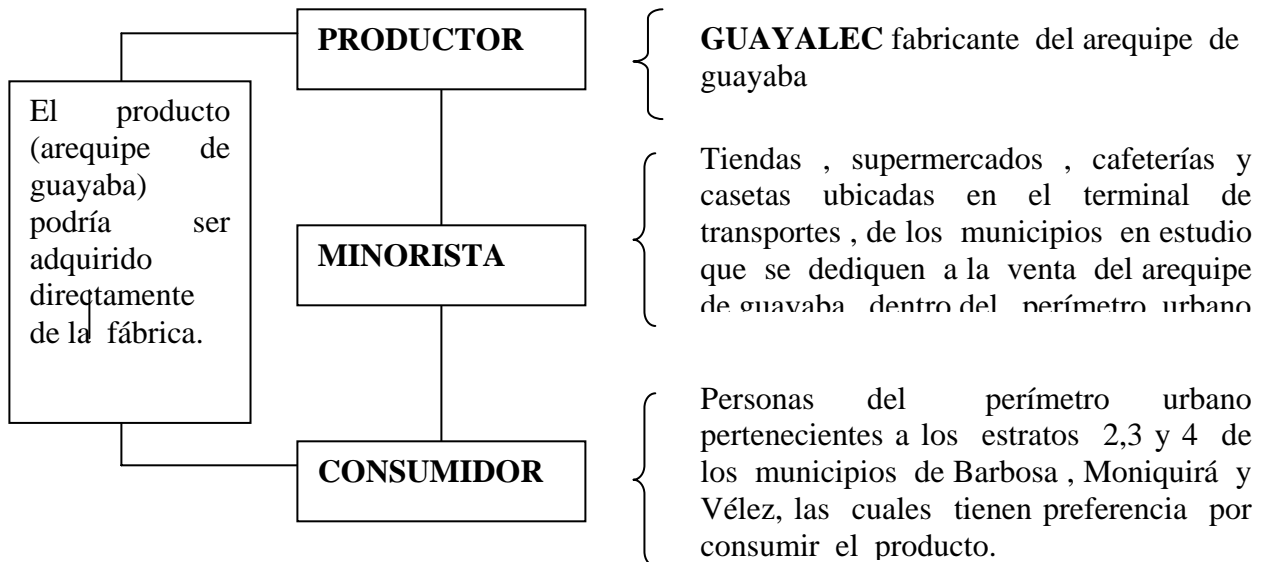 PRODUCTOR
GUAYALEC fabricante del arequipe de
guayaba
El producto
(arequipe de
guayaba)
podría ser
adquirido
directamente
de la fábrica.
MINORISTA
Tiendas , supermercados , cafeterías y
casetas ubicadas en el terminal de
transportes , de los municipios en estudio
que se dediquen a la venta del arequipe
de guayaba dentro del perímetro urbano
CONSUMIDOR
Personas del perímetro urbano
pertenecientes a los estratos 2,3 y 4 de
los municipios de Barbosa , Moniquirá y
Vélez, las cuales tienen preferencia por
consumir el producto.